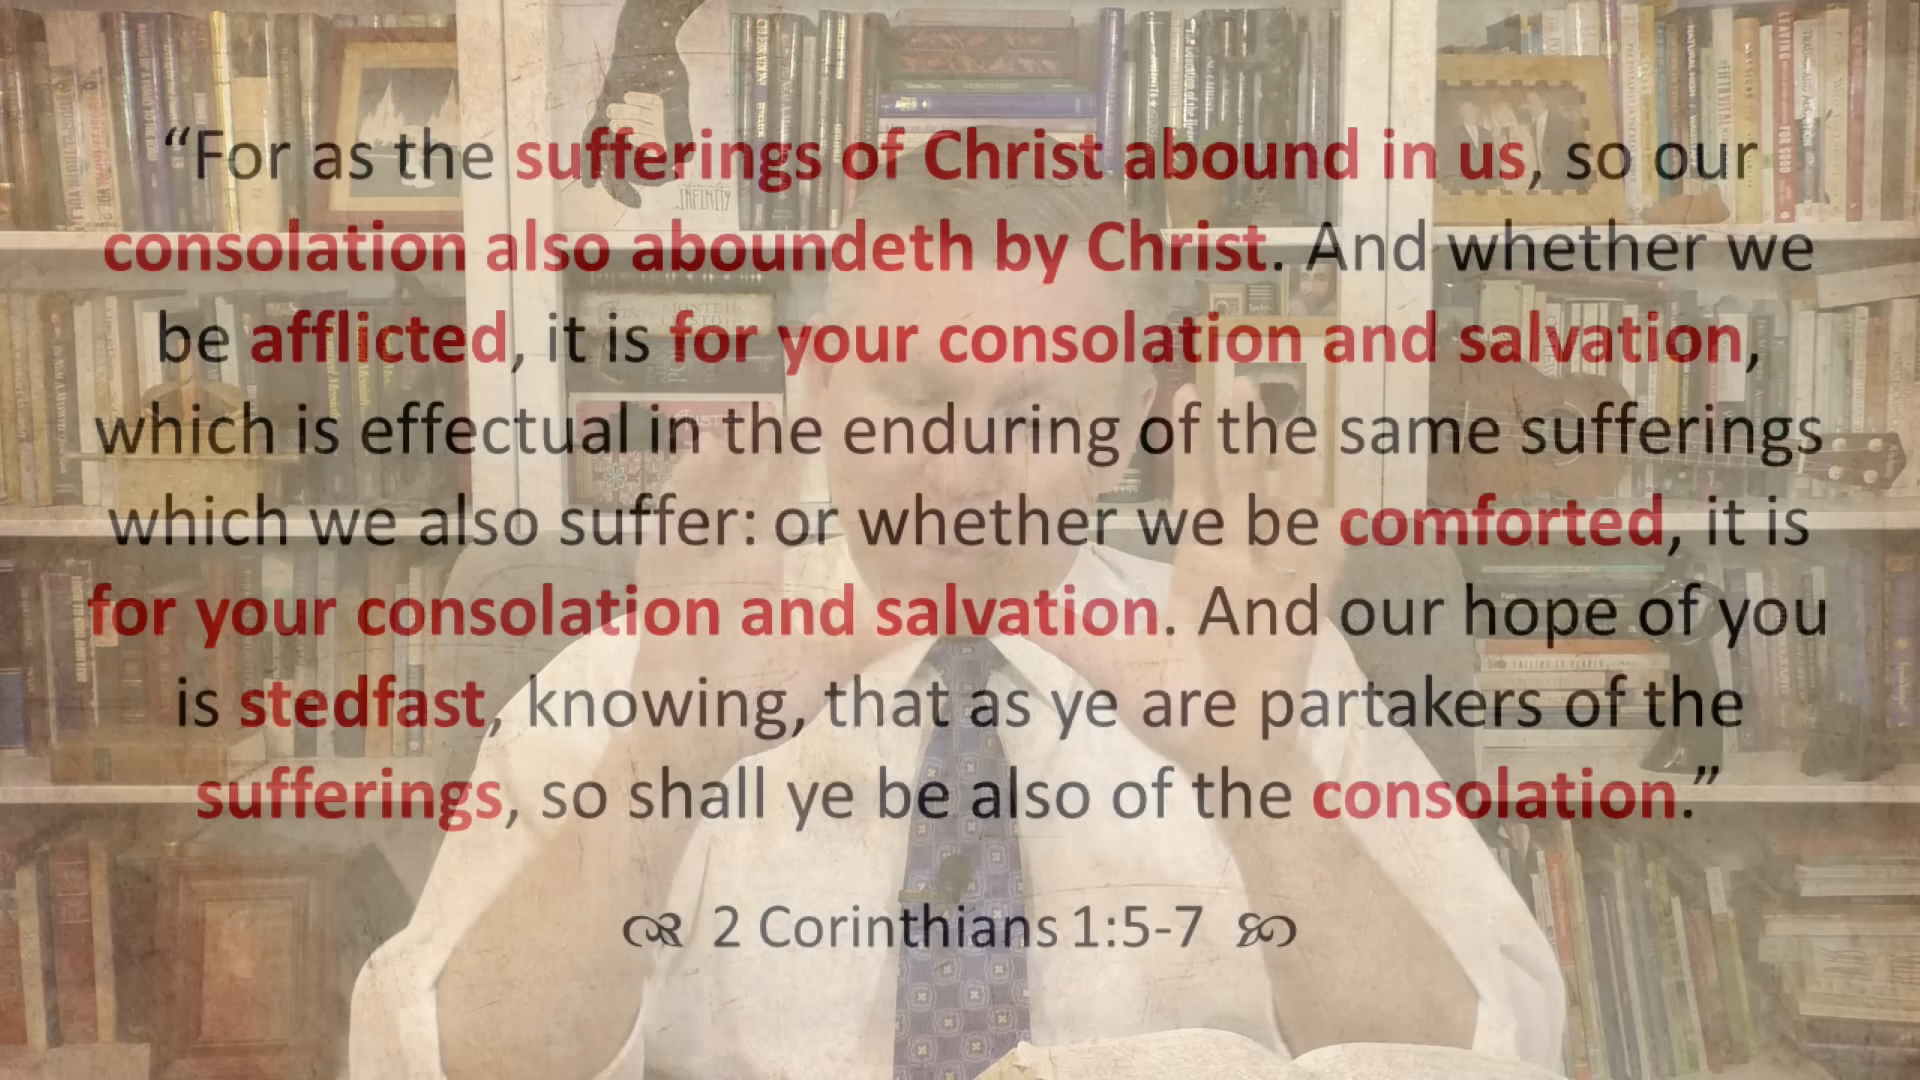 “For as the sufferings of Christ abound in us, so our
consolation also aboundeth by Christ. And whether we
be afflicted, it is for your consolation and salvation,
which is effectual in the enduring of the same sufferings
which we also suffer: or whether we be comforted, it is
for your consolation and salvation. And our hope of you
is stedfast, knowing, that as ye are partakers of the
sufferings, so shall ye be also of the consolation.”
2 Corinthians 1:5-7
INFINITY